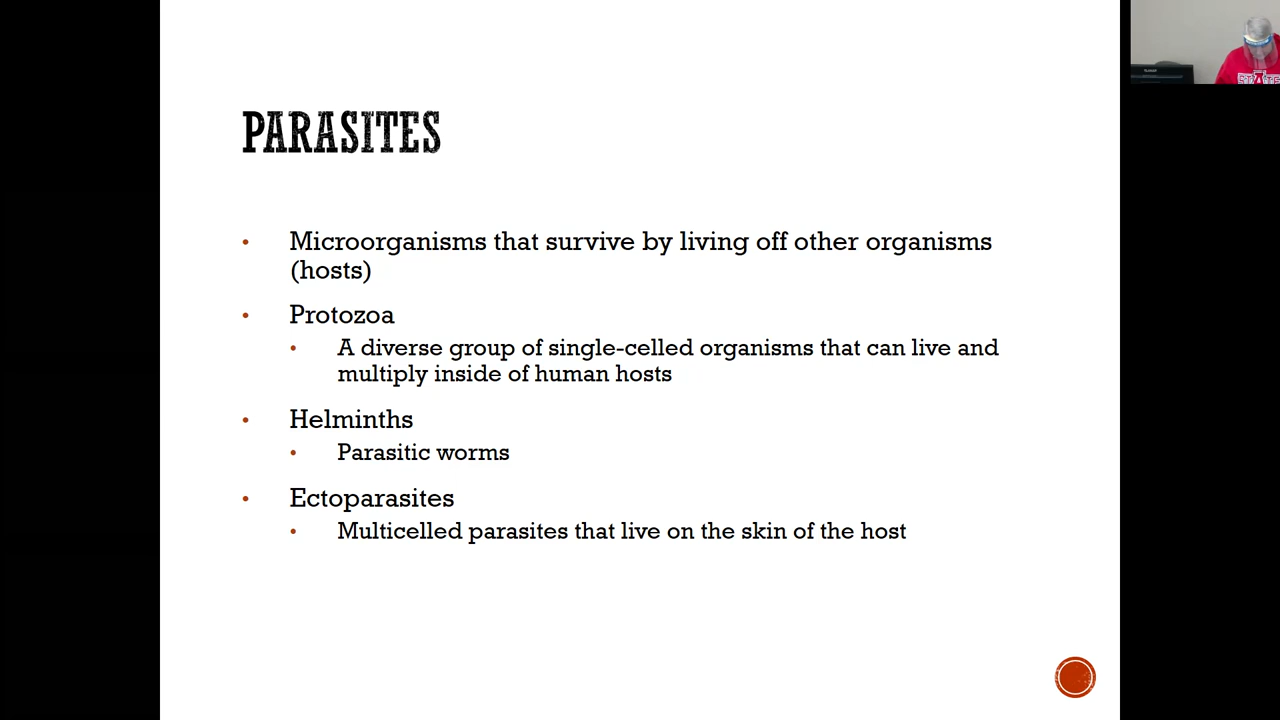 PARASITES
• Microorganisms that survive by living off other organisms
(hosts)
• Protozoa
• A diverse group of single-celled organisms that can live and
multiply inside of human hosts
• Helminths
• Parasitic worms
• Ectoparasites
• Multicelled parasites that live on the skin of the host